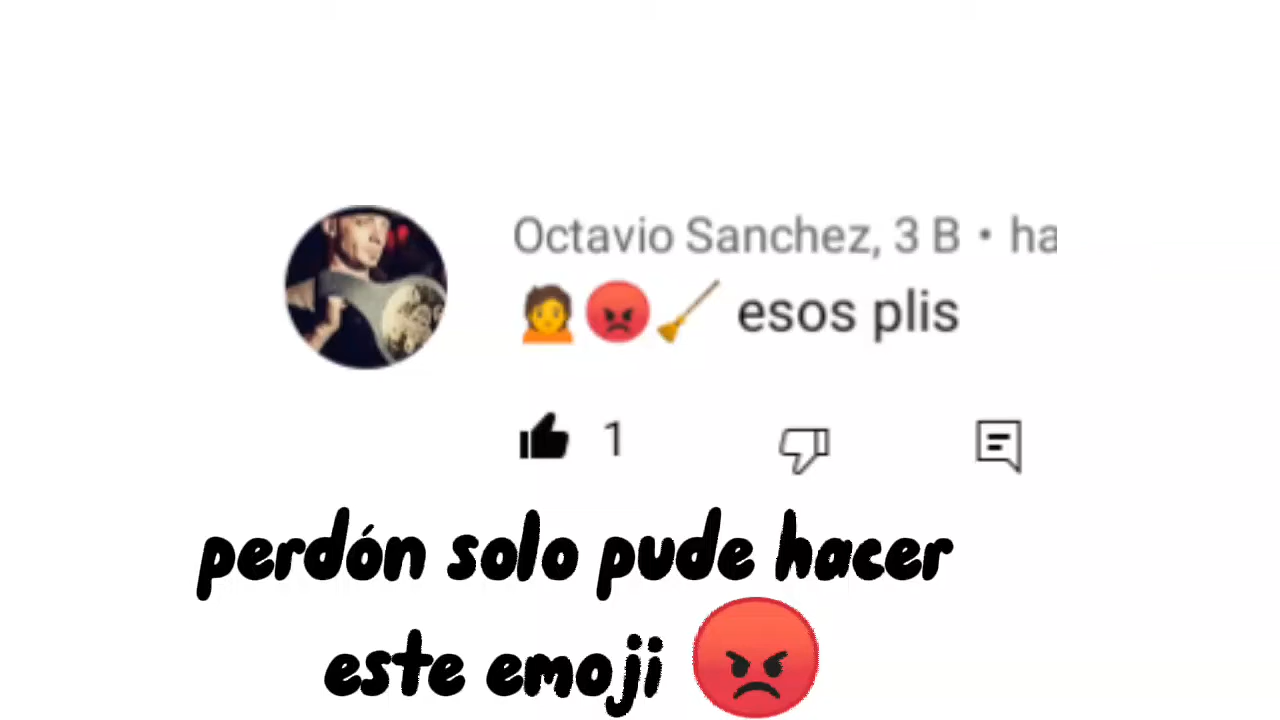 Octavio Sanchez, 3 B • ha
🙍😡🧹 esos plis
1
perdón solo pude hacer
este emoji 😡